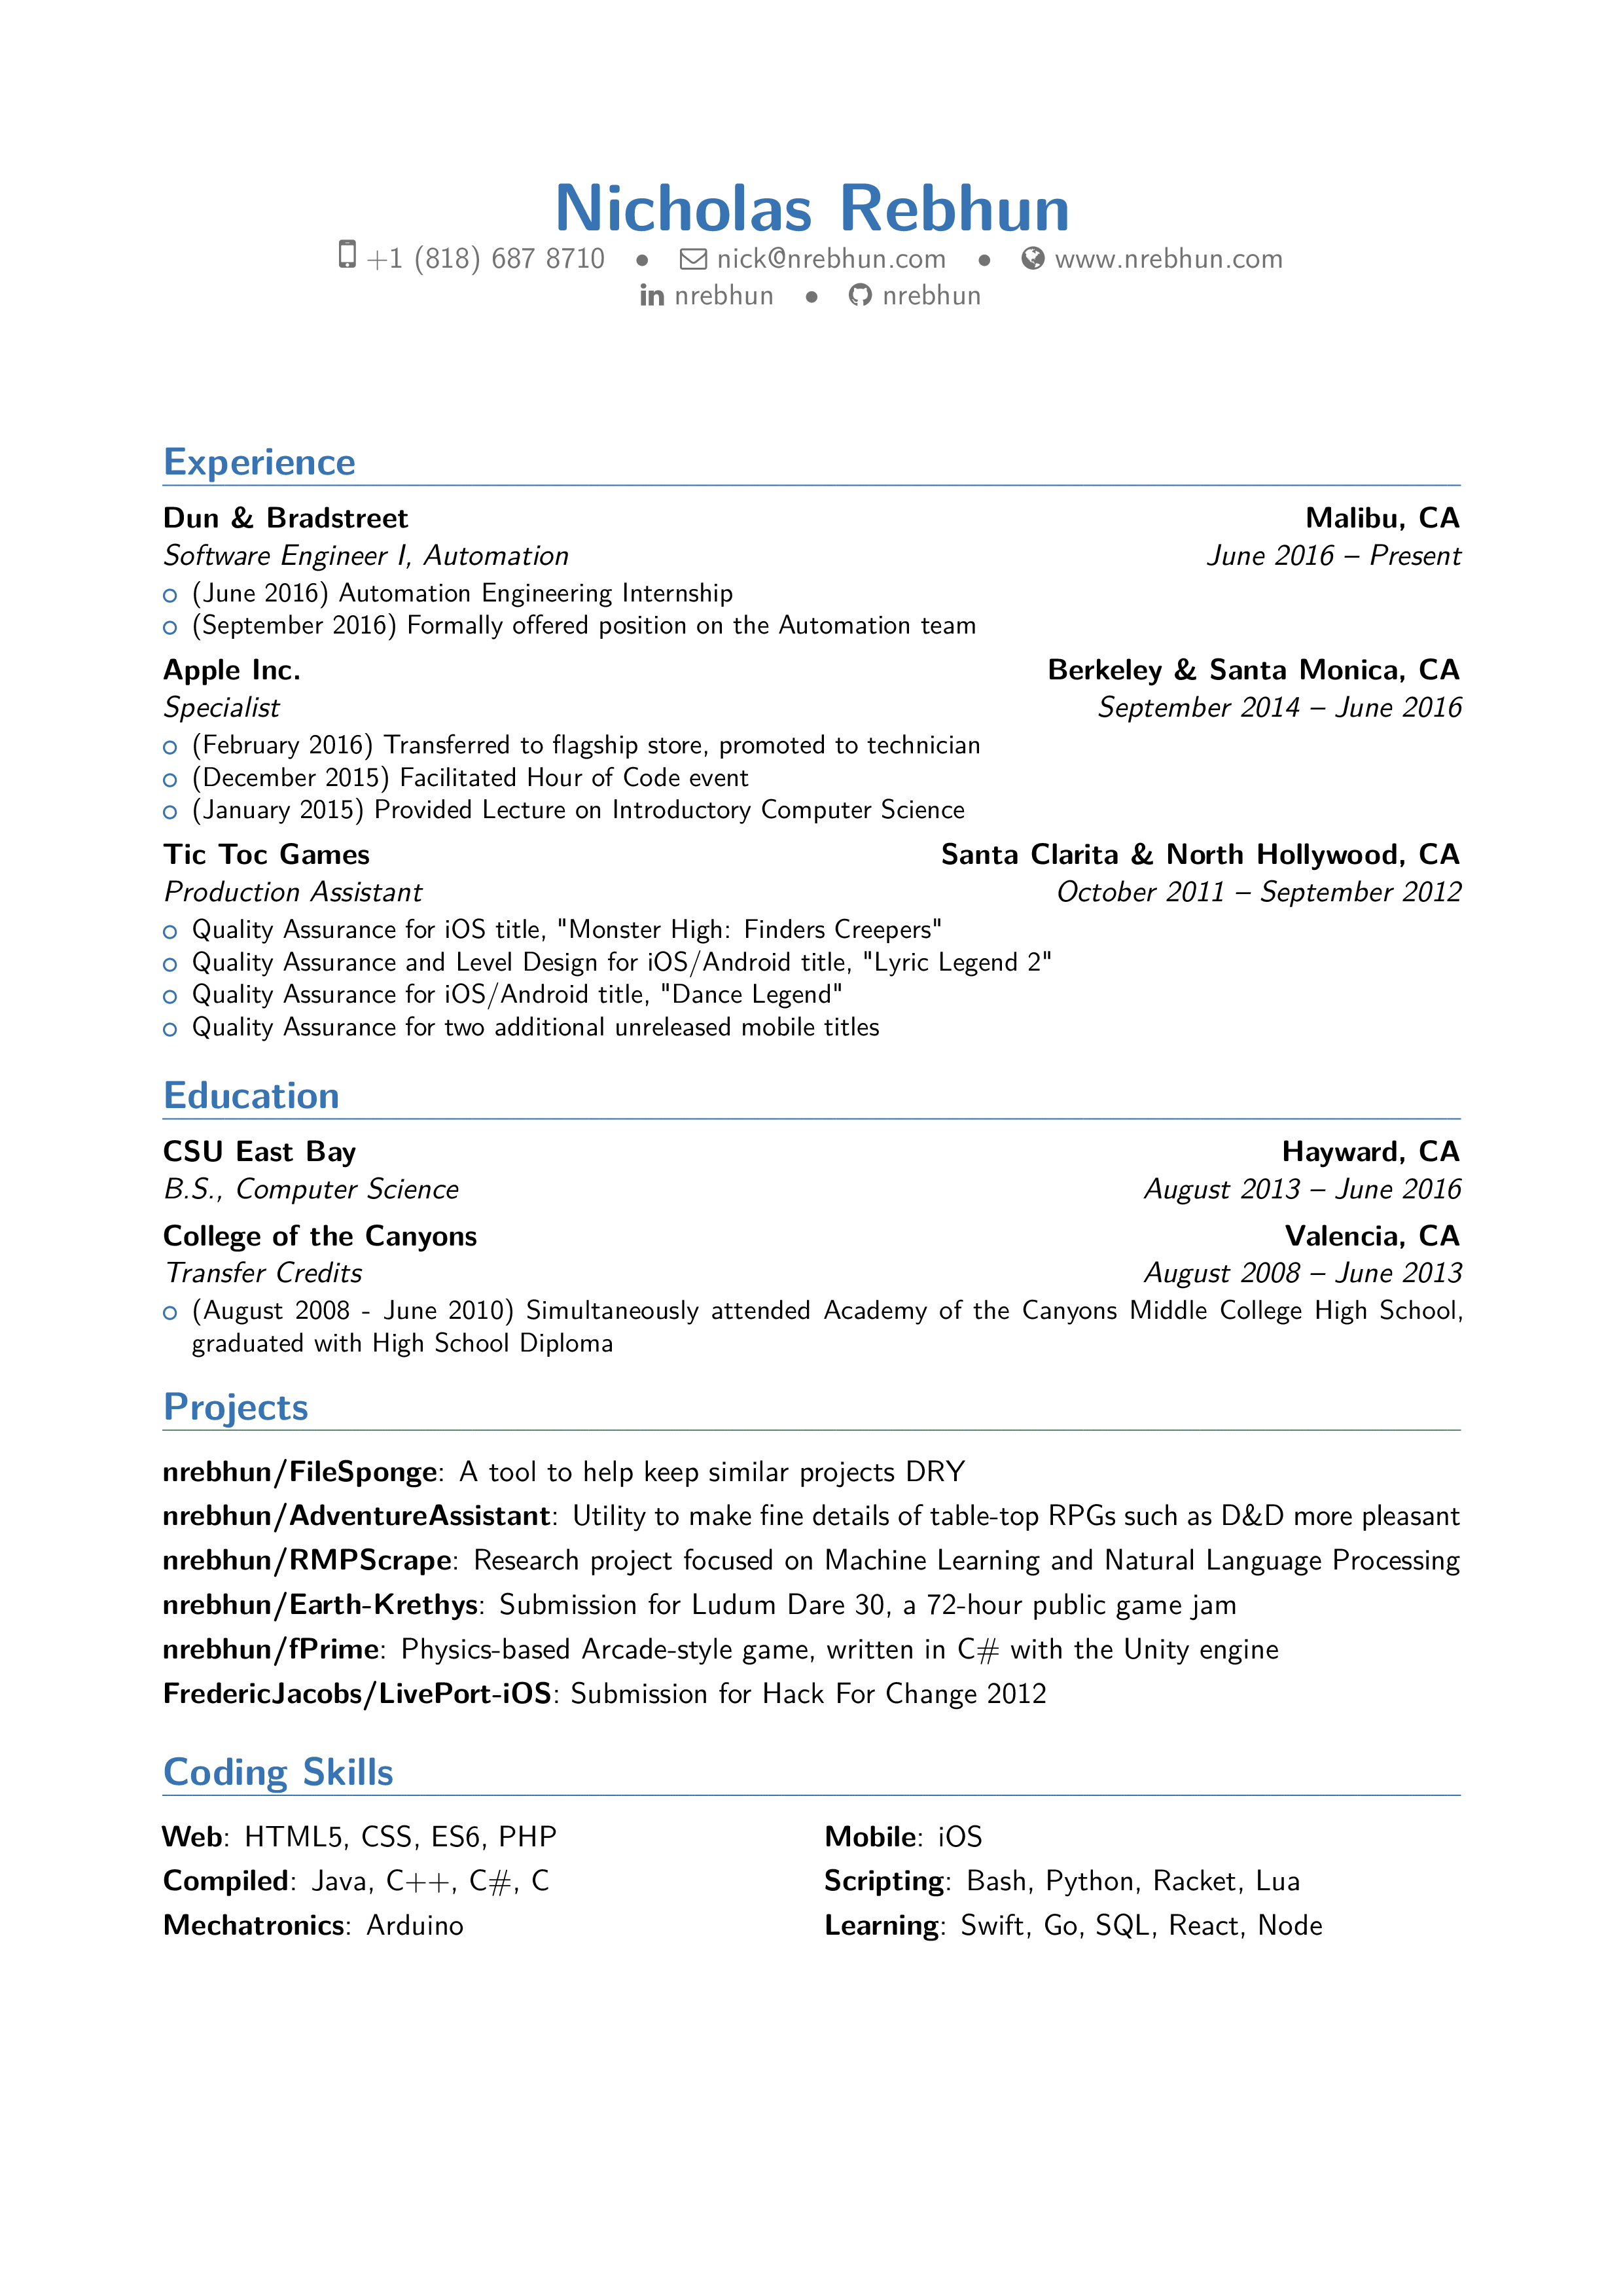 Nicholas Rebhun
+1 (818) 687 8710 • nick@nrebhun.com • www.nrebhun.com
nrebhun • nrebhun
Experience
Dun & Bradstreet Malibu, CA
Software Engineer I, Automation June 2016 – Present
(June 2016) Automation Engineering Internship
(September 2016) Formally offered position on the Automation team
Apple Inc. Berkeley & Santa Monica, CA
Specialist September 2014 – June 2016
(February 2016) Transferred to flagship store, promoted to technician
(December 2015) Facilitated Hour of Code event
(January 2015) Provided Lecture on Introductory Computer Science
Tic Toc Games Santa Clarita & North Hollywood, CA
Production Assistant October 2011 – September 2012
Quality Assurance for iOS title, "Monster High: Finders Creepers"
Quality Assurance and Level Design for iOS/Android title, "Lyric Legend 2"
Quality Assurance for iOS/Android title, "Dance Legend"
Quality Assurance for two additional unreleased mobile titles
Education
CSU East Bay Hayward, CA
B.S., Computer Science August 2013 – June 2016
College of the Canyons Valencia, CA
Transfer Credits August 2008 – June 2013
(August 2008 - June 2010) Simultaneously attended Academy of the Canyons Middle College High School,
graduated with High School Diploma
Projects
nrebhun/FileSponge: A tool to help keep similar projects DRY
nrebhun/AdventureAssistant: Utility to make fine details of table-top RPGs such as D&D more pleasant
nrebhun/RMPScrape: Research project focused on Machine Learning and Natural Language Processing
nrebhun/Earth-Krethys: Submission for Ludum Dare 30, a 72-hour public game jam
nrebhun/fPrime: Physics-based Arcade-style game, written in C# with the Unity engine
FredericJacobs/LivePort-iOS: Submission for Hack For Change 2012
Coding Skills
Web: HTML5, CSS, ES6, PHP Mobile: iOS
Compiled: Java, C++, C#, C Scripting: Bash, Python, Racket, Lua
Mechatronics: Arduino Learning: Swift, Go, SQL, React, Node